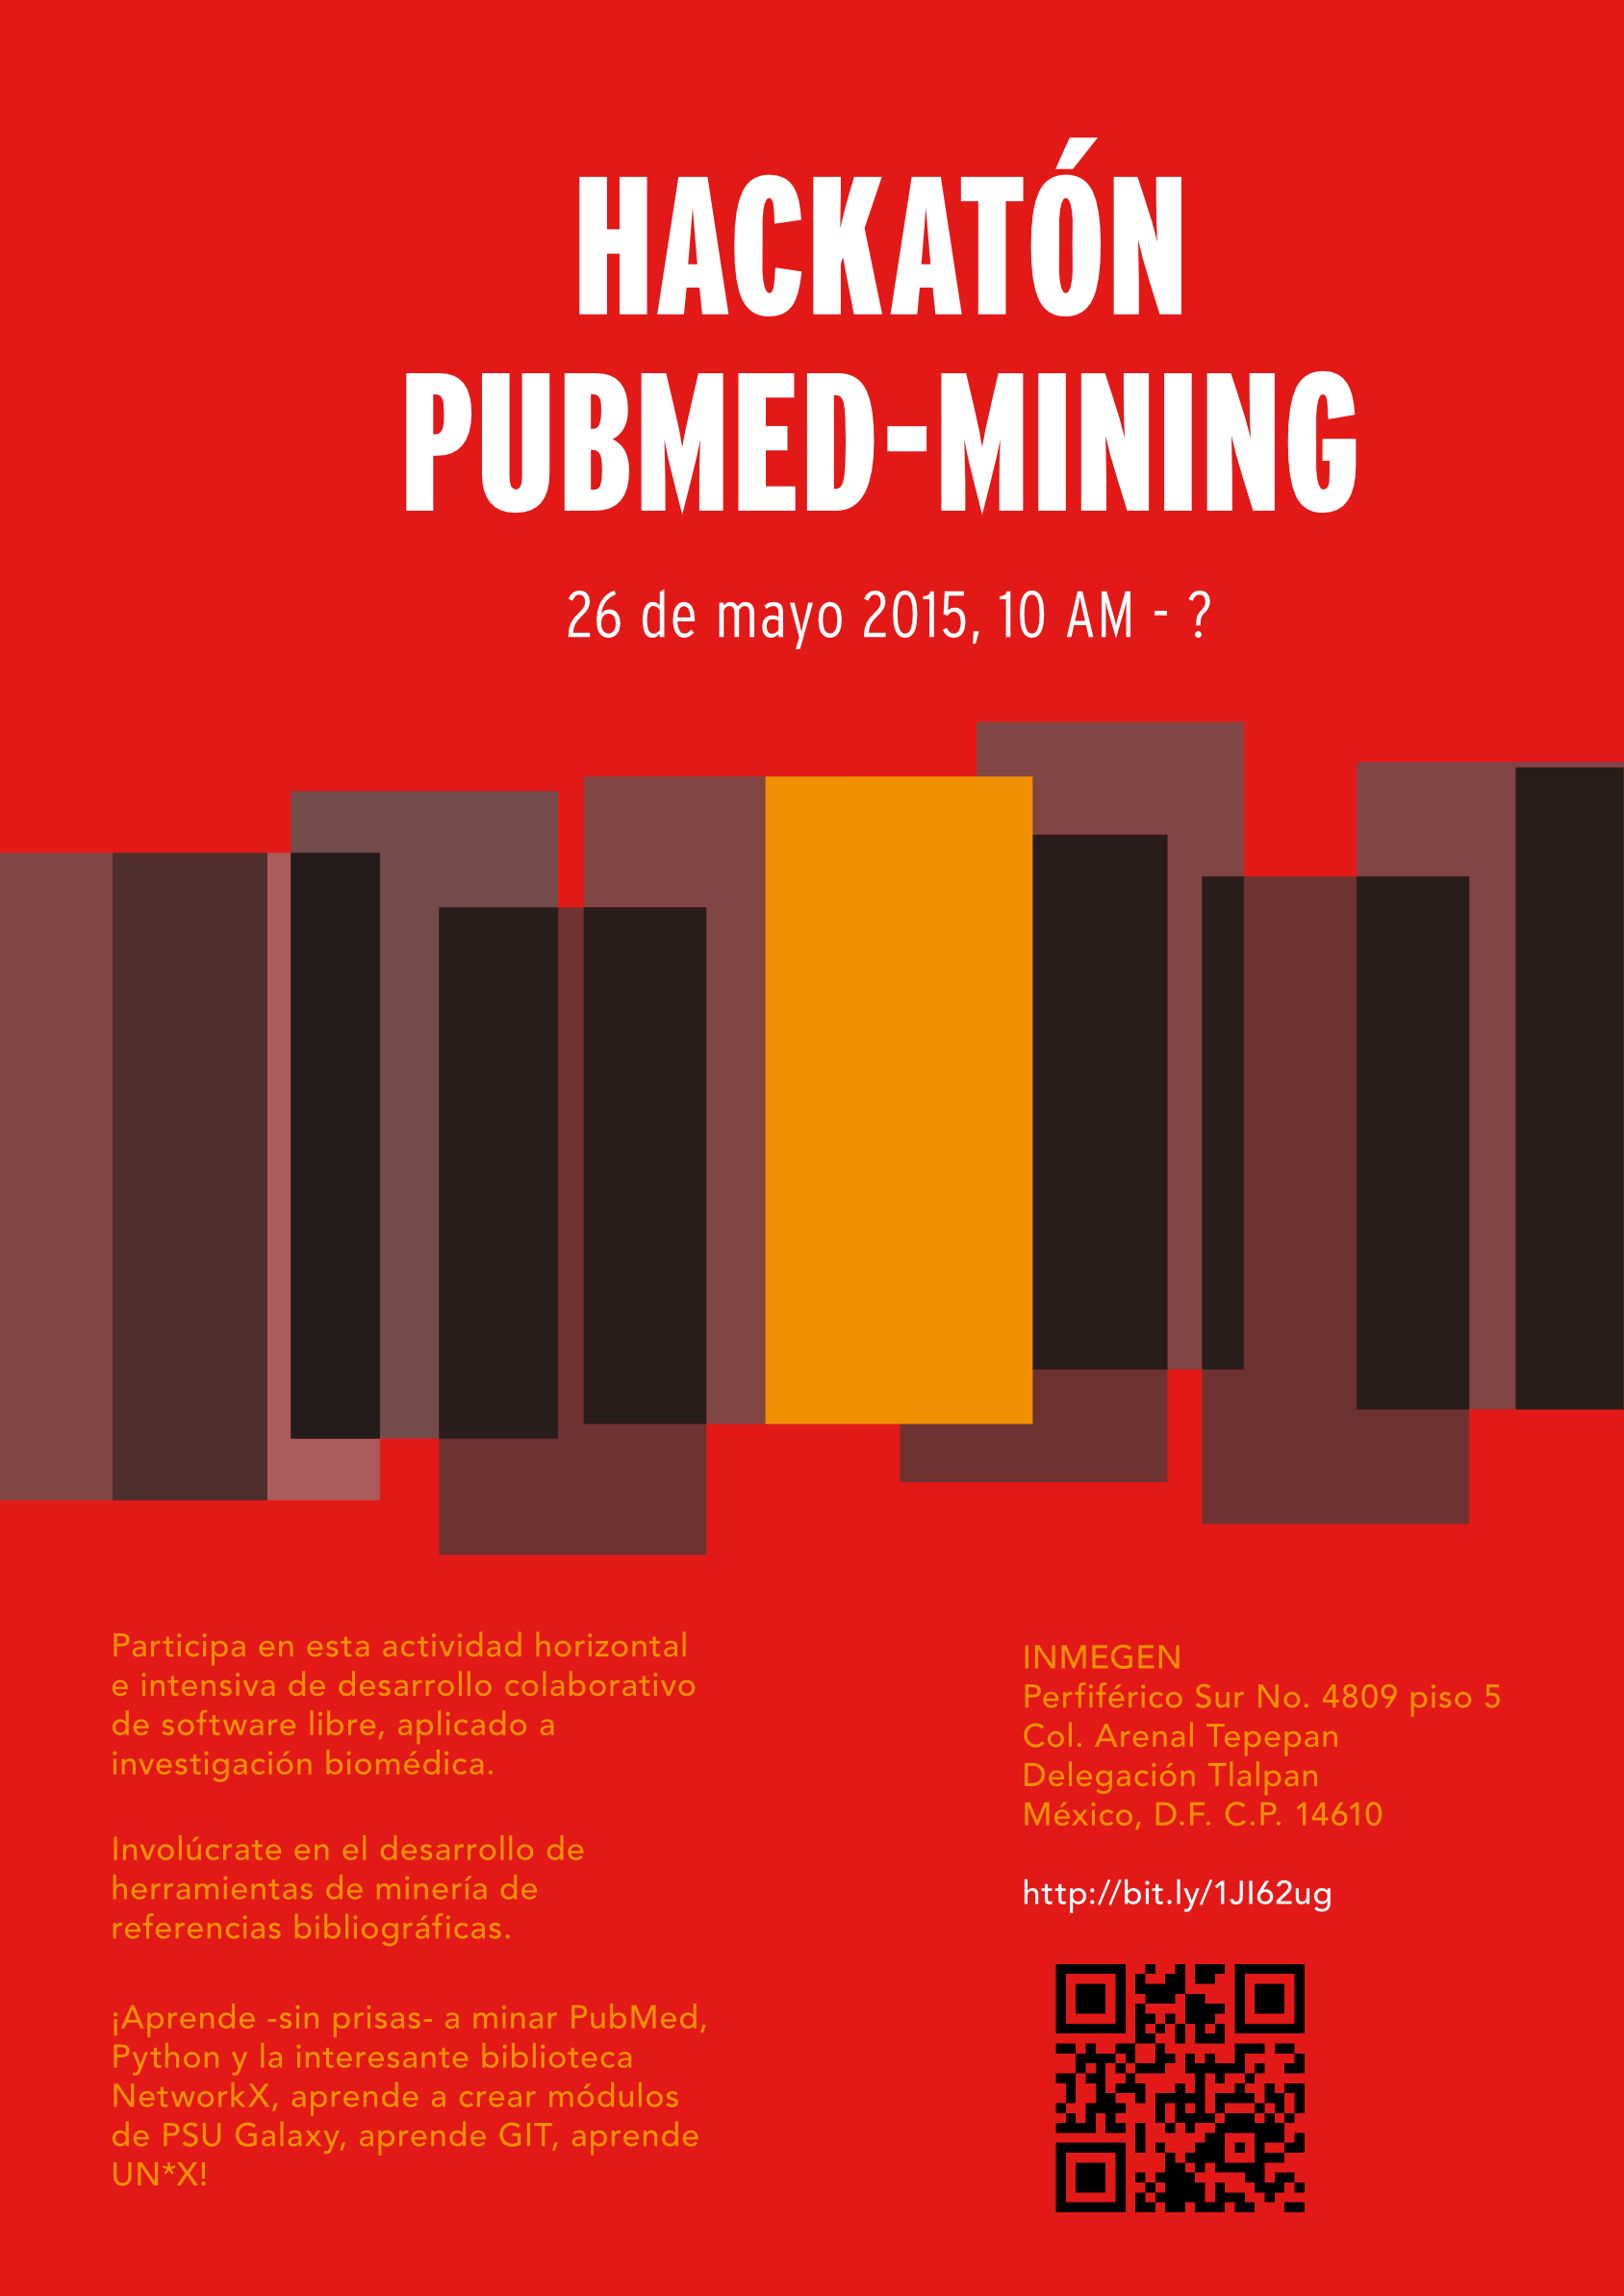 HACKATÓN
PUBMED-MINING
26 de mayo 2015, 10 AM - ?
Participa en esta actividad horizontal
e intensiva de desarrollo colaborativo
de software libre, aplicado a
investigación biomédica.
Involúcrate en el desarrollo de
herramientas de minería de
referencias bibliográficas.
¡Aprende -sin prisas- a minar PubMed,
Python y la interesante biblioteca
NetworkX, aprende a crear módulos
de PSU Galaxy, aprende GIT, aprende
UN*X!
INMEGEN
Perfiférico Sur No. 4809 piso 5
Col. Arenal Tepepan
Delegación Tlalpan
México, D.F. C.P. 14610
http://bit.ly/1JI62ug